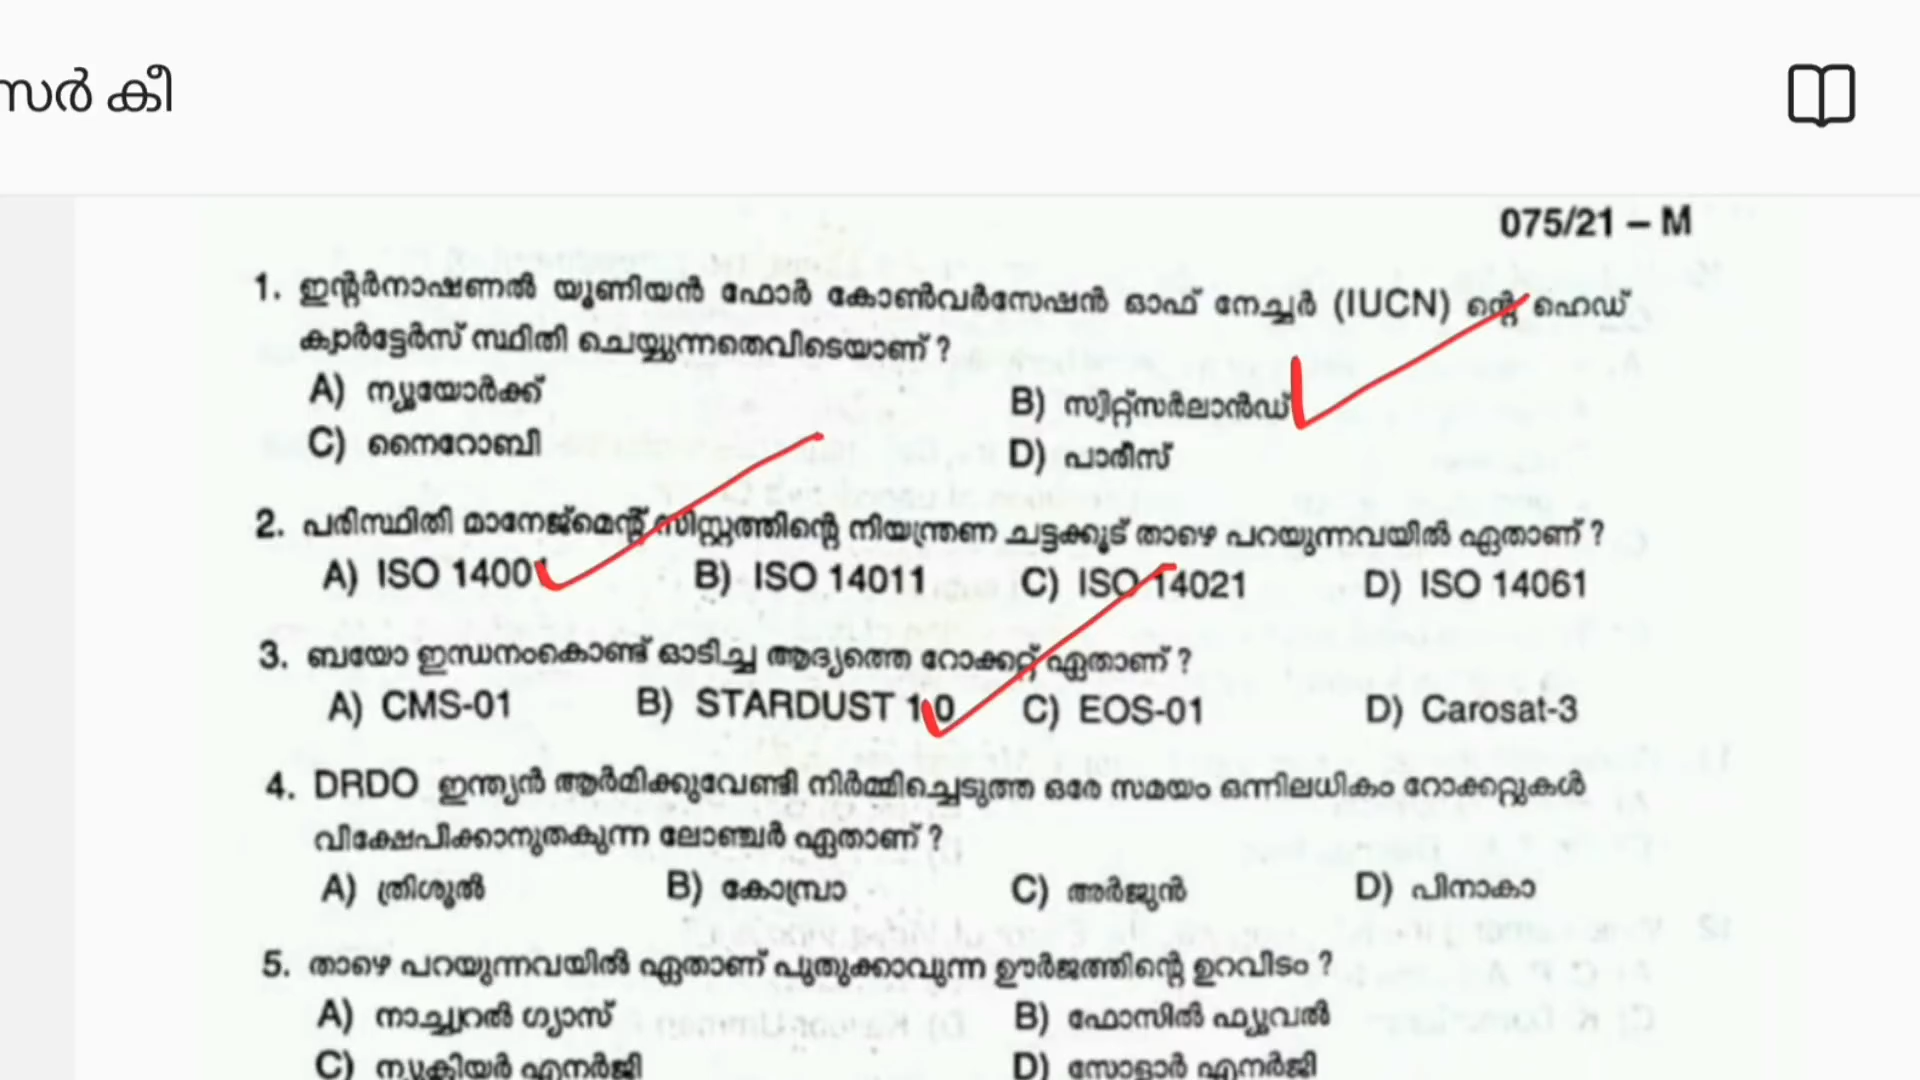 സർ കീ
075/21 – M
1. ഇന്റർനാഷണൽ യൂണിയൻ ഫോർ കോൺവർസേഷൻ ഓഫ് നേച്ചർ (IUCN) ന്റെ ഹെഡ്
ക്വാർട്ടേർസ് സ്ഥിതി ചെയ്യുന്നതെവിടെയാണ് ?
A) ന്യൂയോർക്ക് B) സ്വിറ്റ്സർലാൻഡ്
C) നൈറോബി D) പാരീസ്
2. പരിസ്ഥിതി മാനേജ്മെന്റ് സിസ്റ്റത്തിന്റെ നിയന്ത്രണ ചട്ടക്കൂട് താഴെ പറയുന്നവയിൽ ഏതാണ് ?
A) ISO 14001 B) ISO 14011 C) ISO 14021 D) ISO 14061
3. ബയോ ഇന്ധനംകൊണ്ട് ഓടിച്ച ആദ്യത്തെ റോക്കറ്റ് ഏതാണ് ?
A) CMS-01 B) STARDUST 1.0 C) EOS-01 D) Carosat-3
4. DRDO ഇന്ത്യൻ ആർമിക്കുവേണ്ടി നിർമ്മിച്ചെടുത്ത ഒരേ സമയം ഒന്നിലധികം റോക്കറ്റുകൾ
വിക്ഷേപിക്കാനുതകുന്ന ലോഞ്ചർ ഏതാണ് ?
A) ത്രിശൂൽ B) കോമ്പ്രാ C) അർജുൻ D) പിനാകാ
5. താഴെ പറയുന്നവയിൽ ഏതാണ് പുതുക്കാവുന്ന ഊർജത്തിന്റെ ഉറവിടം ?
A) നാച്ച്വറൽ ഗ്യാസ് B) ഫോസിൽ ഫ്യുവൽ
C) ന്യൂക്ലിയർ എനർജി D) സോളാർ എനർജി